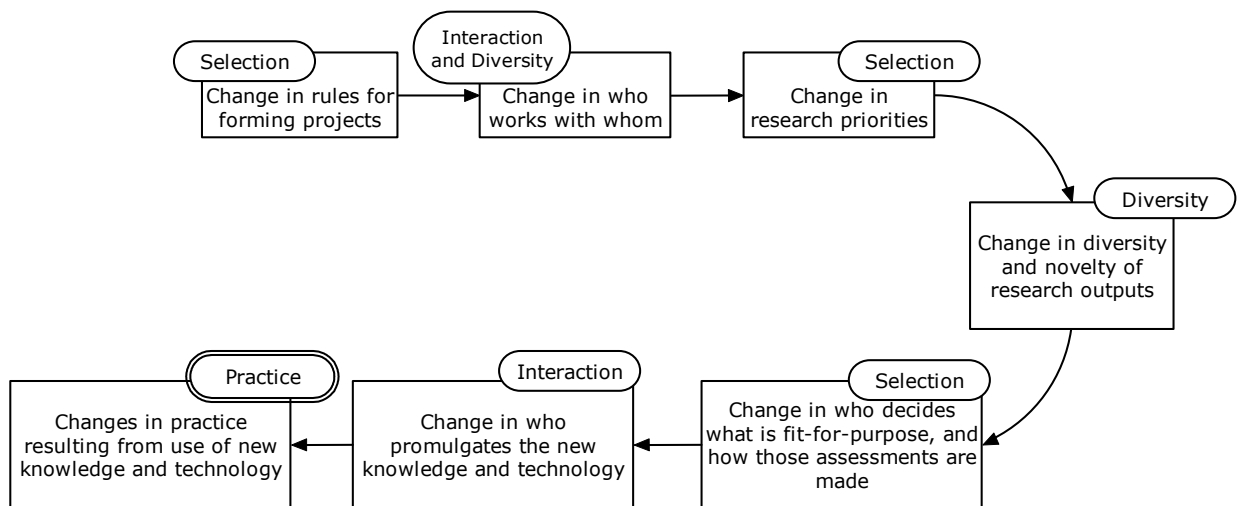 Selection
Change in rules for
forming projects
Interaction
and Diversity
Change in who
works with whom
Selection
Change in
research priorities
Diversity
Change in diversity
and novelty of
research outputs
Selection
Change in who decides
what is fit-for-purpose, and
how those assessments are
made
Interaction
Change in who
promulgates the new
knowledge and technology
Practice
Changes in practice
resulting from use of new
knowledge and technology